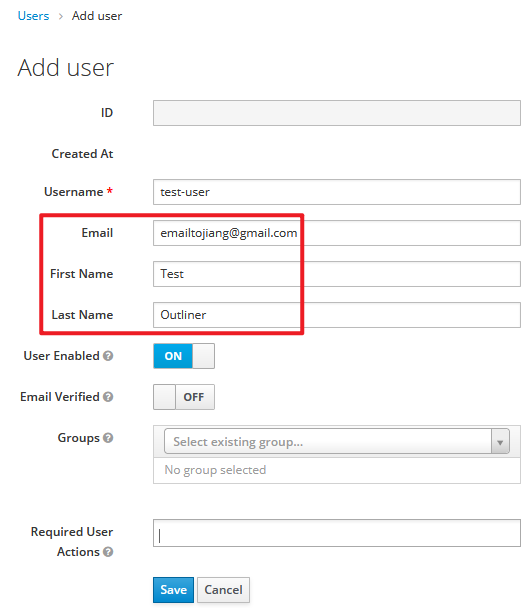 Users > Add user
Add user
ID
Created At
Username * test-user
Email emailtojiang@gmail.com
First Name Test
Last Name Outliner
User Enabled ON
Email Verified OFF
Groups Select existing group...
No group selected
Required User
Actions
Save Cancel